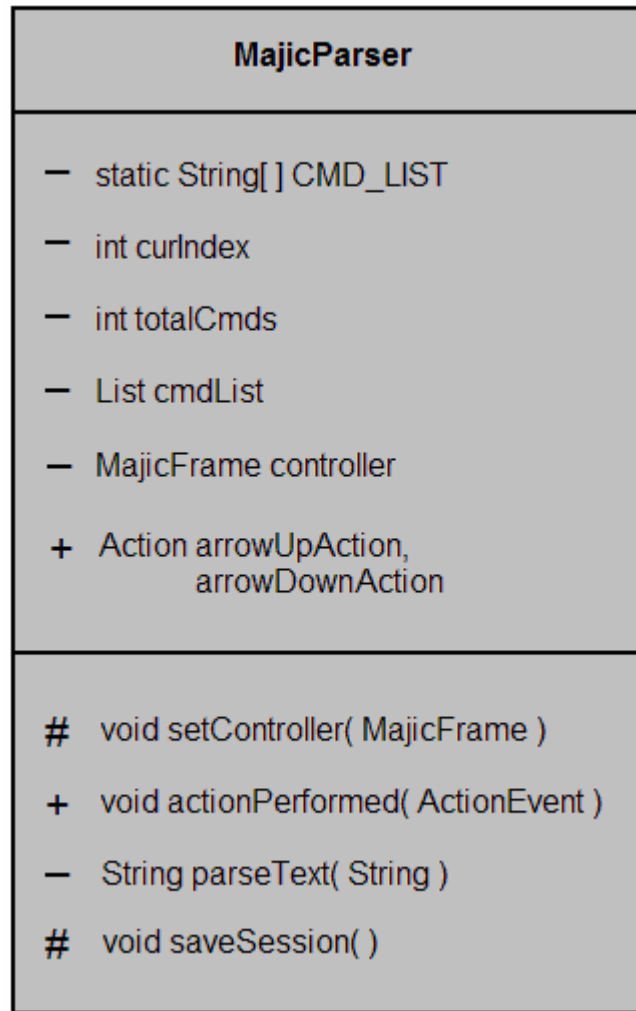 MajicParser
− static String[ ] CMD_LIST
− int curIndex
− int totalCmds
− List cmdList
− MajicFrame controller
+ Action arrowUpAction,
arrowDownAction
# void setController( MajicFrame )
+ void actionPerformed( ActionEvent )
− String parseText( String )
# void saveSession( )